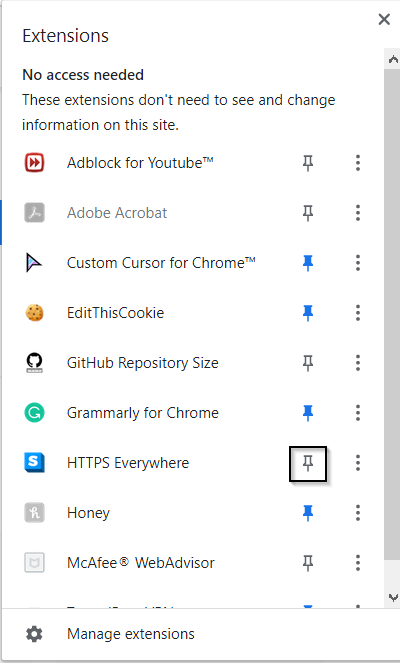 Extensions
No access needed
These extensions don't need to see and change
information on this site.
Adblock for Youtube™
Adobe Acrobat
Custom Cursor for Chrome™
EditThisCookie
GitHub Repository Size
Grammarly for Chrome
HTTPS Everywhere
Honey
McAfee® WebAdvisor
Manage extensions